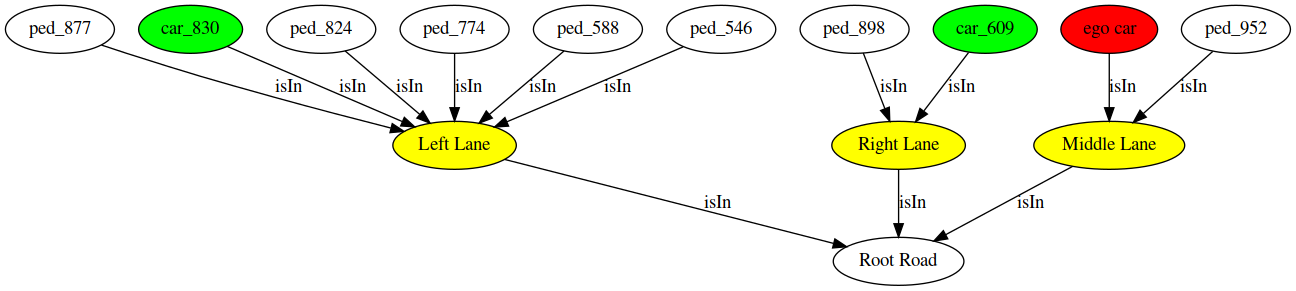 ped_877 car_830 ped_824 ped_774 ped_588 ped_546 ped_898 car_609 ego car ped_952
isIn isIn isIn isIn isIn isIn isIn isIn isIn isIn
Left Lane Right Lane Middle Lane
isIn isIn isIn
Root Road